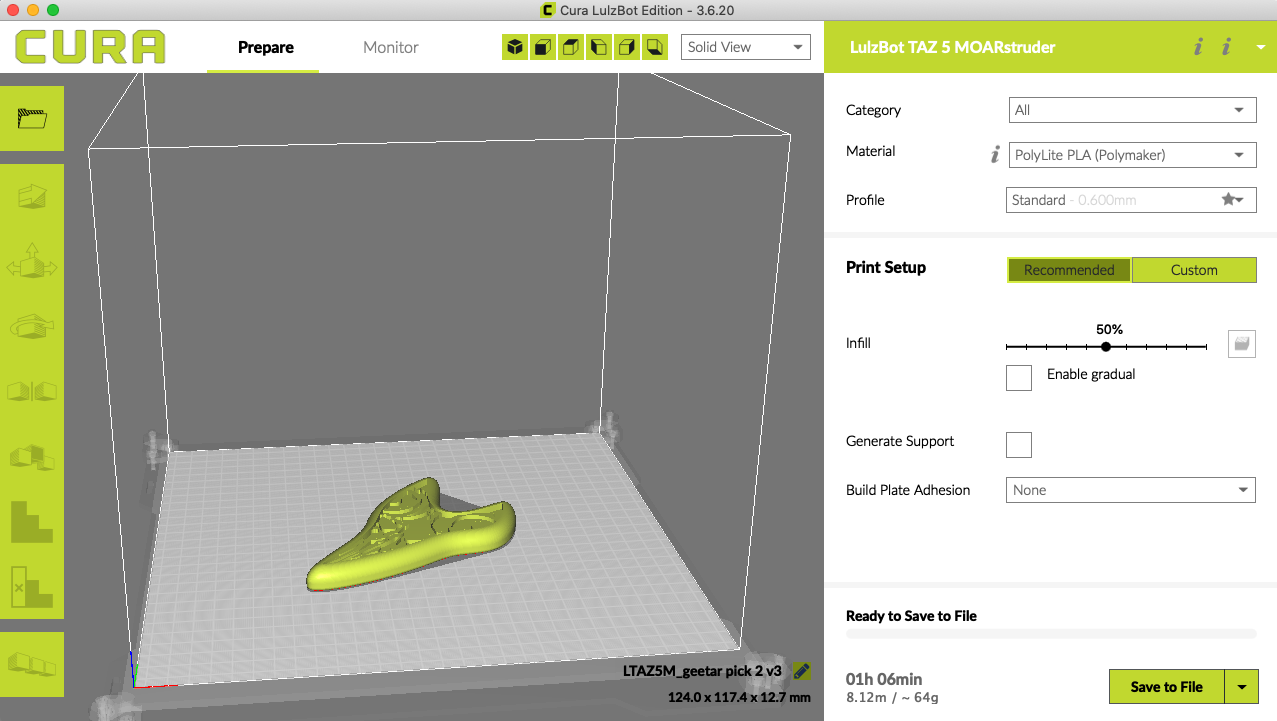 Cura LulzBot Edition - 3.6.20
CURA
Prepare
Monitor
Solid View
LulzBot TAZ 5 MOARstruder
Category
All
Material
PolyLite PLA (Polymaker)
Profile
Standard - 0.600mm
Print Setup
Recommended
Custom
50%
Infill
Enable gradual
Generate Support
Build Plate Adhesion
None
LTAZ5M_geetar pick 2 v3
124.0 x 117.4 x 12.7 mm
Ready to Save to File
01h 06min
8.12m / ~ 64g
Save to File